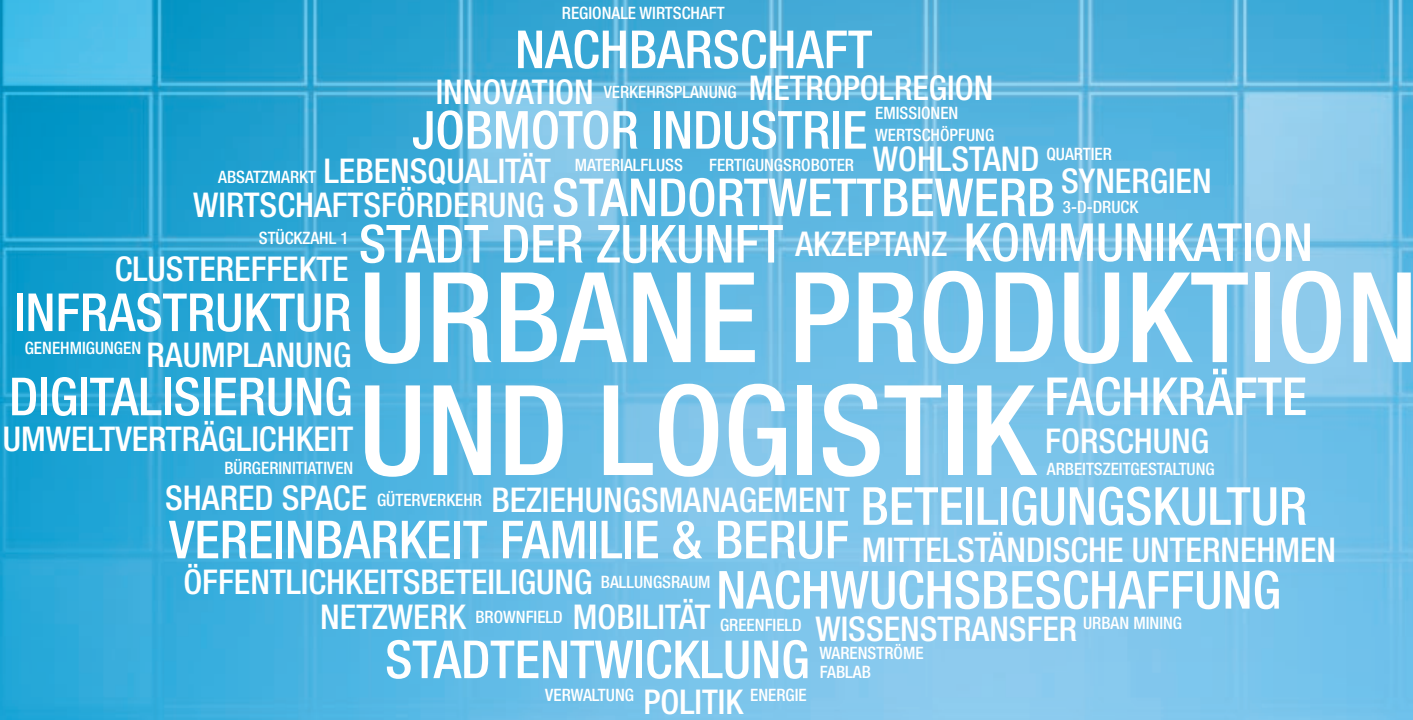 REGIONALE WIRTSCHAFT
NACHBARSCHAFT
INNOVATION VERKEHRSPLANUNG METROPOLREGION
JOBMOTOR INDUSTRIE EMISSIONEN
WERTSCHÖPFUNG
ABSATZMARKT LEBENSQUALITÄT MATERIALFLUSS FERTIGUNGSROBOTER WOHLSTAND QUARTIER
WIRTSCHAFTSFÖRDERUNG STANDORTWETTBEWERB SYNERGIEN
3-D-DRUCK
STÜCKZAHL 1 STADT DER ZUKUNFT AKZEPTANZ KOMMUNIKATION
CLUSTEREFFEKTE
INFRASTRUKTUR URBANE PRODUKTION
GENEHMIGUNGEN RAUMPLANUNG
DIGITALISIERUNG UND LOGISTIK FACHKRÄFTE
UMWELTVERTRÄGLICHKEIT FORSCHUNG
BÜRGERINITIATIVEN ARBEITSZEITGESTALTUNG
SHARED SPACE GÜTERVERKEHR BEZIEHUNGSMANAGEMENT BETEILIGUNGSKULTUR
VEREINBARKEIT FAMILIE & BERUF MITTELSTÄNDISCHE UNTERNEHMEN
ÖFFENTLICHKEITSBETEILIGUNG BALLUNGSRAUM NACHWUCHSBESCHAFFUNG
NETZWERK BROWNFIELD MOBILITÄT GREENFIELD WISSENSTRANSFER URBAN MINING
STADTENTWICKLUNG WARENSTRÖME
FABLAB
VERWALTUNG POLITIK ENERGIE